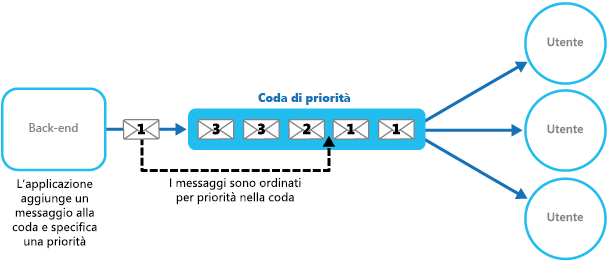 Utente
Coda di priorità
Back-end
1
3
3
2
1
1
Utente
L'applicazione
aggiunge un
messaggio alla
coda e specifica
una priorità
I messaggi sono ordinati
per priorità nella coda
Utente